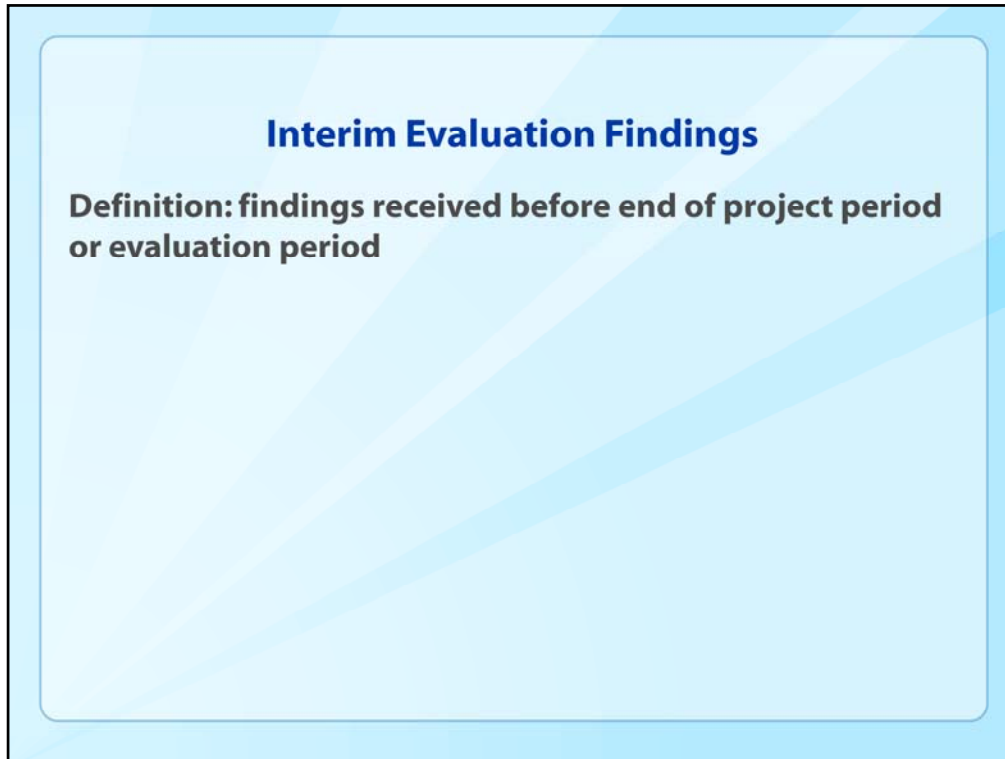 Interim Evaluation Findings
Definition: findings received before end of project period
or evaluation period